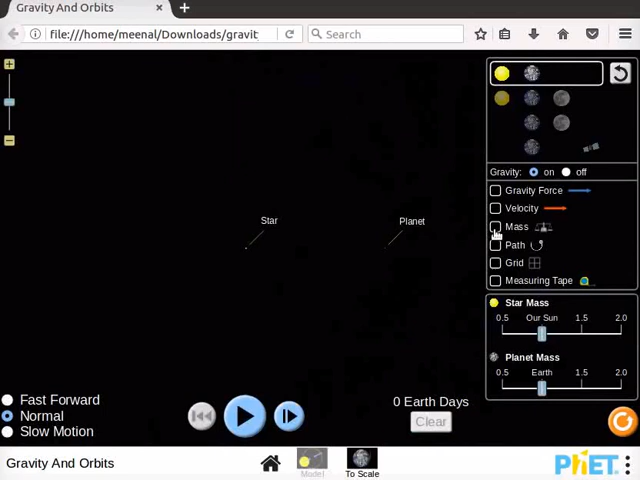 Gravity And Orbits
file:///home/meenal/Downloads/gravit
Search
Gravity: on off
Gravity Force
Velocity
Mass
Path
Grid
Measuring Tape
Star
Planet
Star Mass
0.5 Our Sun 1.5 2.0
Planet Mass
0.5 Earth 1.5 2.0
Fast Forward
Normal
Slow Motion
0 Earth Days
Clear
Gravity And Orbits
Model
To Scale
PhET